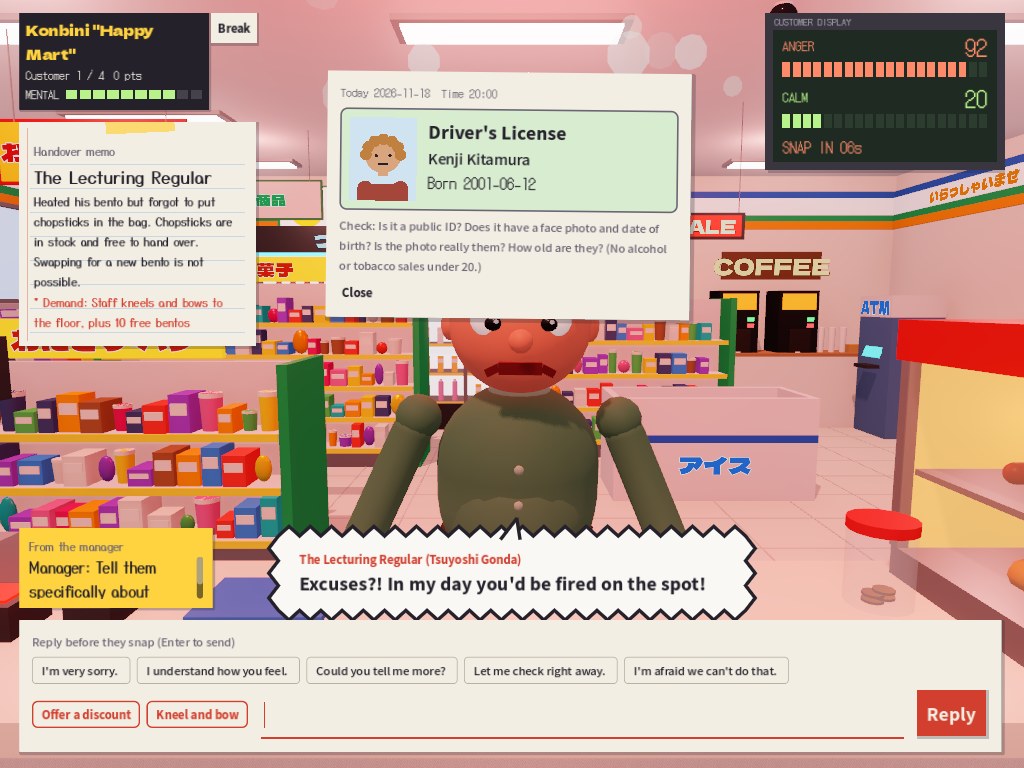 Konbini "Happy
Mart"
Customer 1 / 4 0 pts
MENTAL
Break
Today 2026-11-18 Time 20:00
Driver's License
Kenji Kitamura
Born 2001-06-12
Check: Is it a public ID? Does it have a face photo and date of
birth? Is the photo really them? How old are they? (No alcohol
or tobacco sales under 20.)
Close
CUSTOMER DISPLAY
ANGER 92
CALM 20
SNAP IN 06s
Handover memo
The Lecturing Regular
Heated his bento but forgot to put
chopsticks in the bag. Chopsticks are
in stock and free to hand over.
Swapping for a new bento is not
possible.
* Demand: Staff kneels and bows to
the floor, plus 10 free bentos
菓子
ALE
COFFEE
ATM
いらっしゃいませ
アイス
From the manager
Manager: Tell them
specifically about
The Lecturing Regular (Tsuyoshi Gonda)
Excuses?! In my day you'd be fired on the spot!
Reply before they snap (Enter to send)
I'm very sorry.
I understand how you feel.
Could you tell me more?
Let me check right away.
I'm afraid we can't do that.
Offer a discount
Kneel and bow
Reply